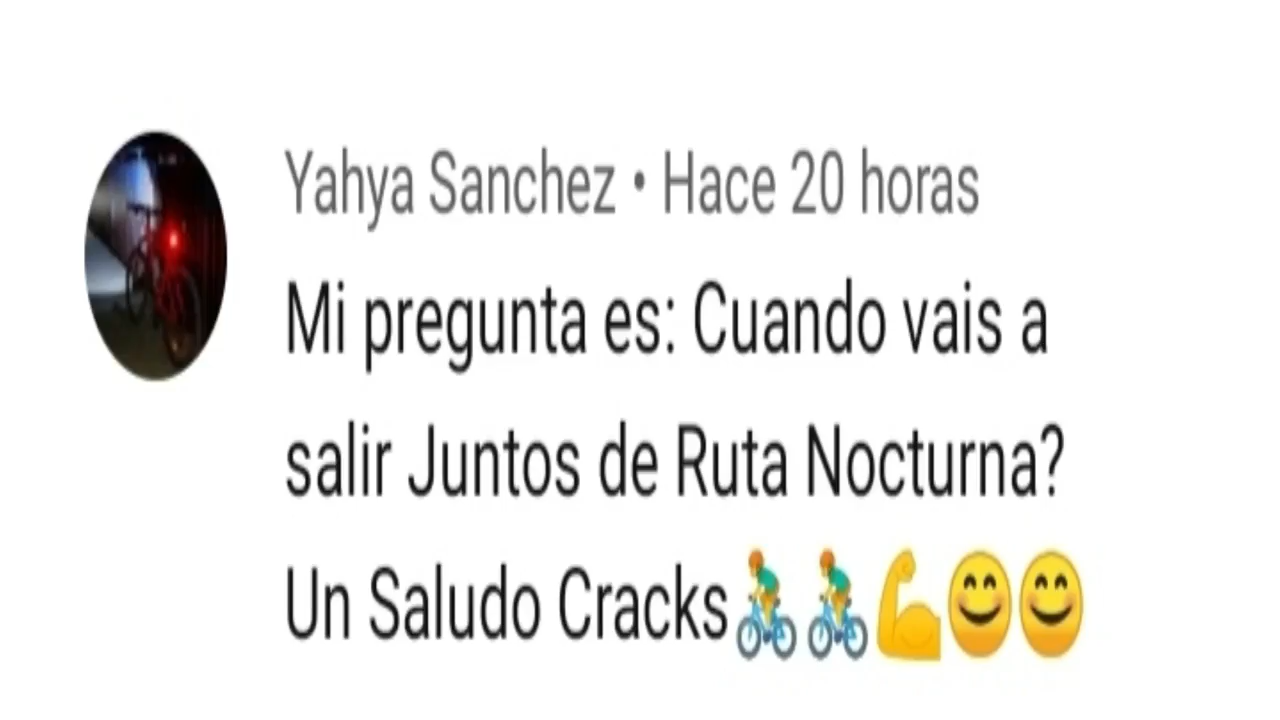 Yahya Sanchez • Hace 20 horas
Mi pregunta es: Cuando vais a
salir Juntos de Ruta Nocturna?
Un Saludo Cracks🚴🚴💪😊😊